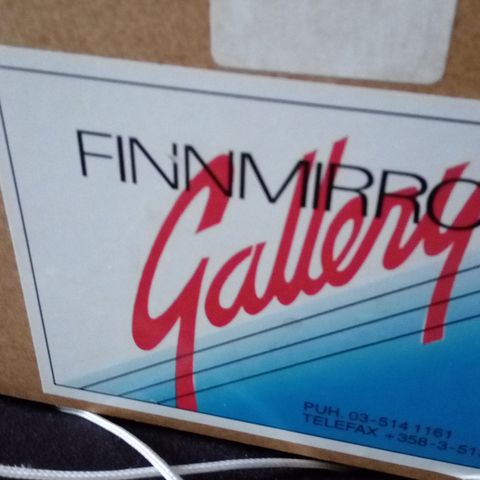 FINNMIRRO
Gallery
PUH. 03-514 1161
TELEFAX +358-3-51